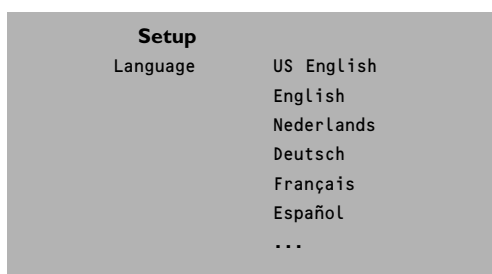 Setup
Language US English
English
Nederlands
Deutsch
Français
Español
...